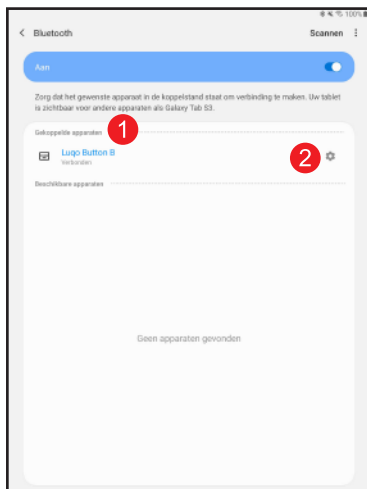 100%
Bluetooth Scannen
Aan
Zorg dat het gewenste apparaat in de koppelstand staat om verbinding te maken. Uw tablet
is zichtbaar voor andere apparaten als Galaxy Tab S3.
Gekoppelde apparaten 1
Luqo Button B 2
Verbonden
Beschikbare apparaten
Geen apparaten gevonden